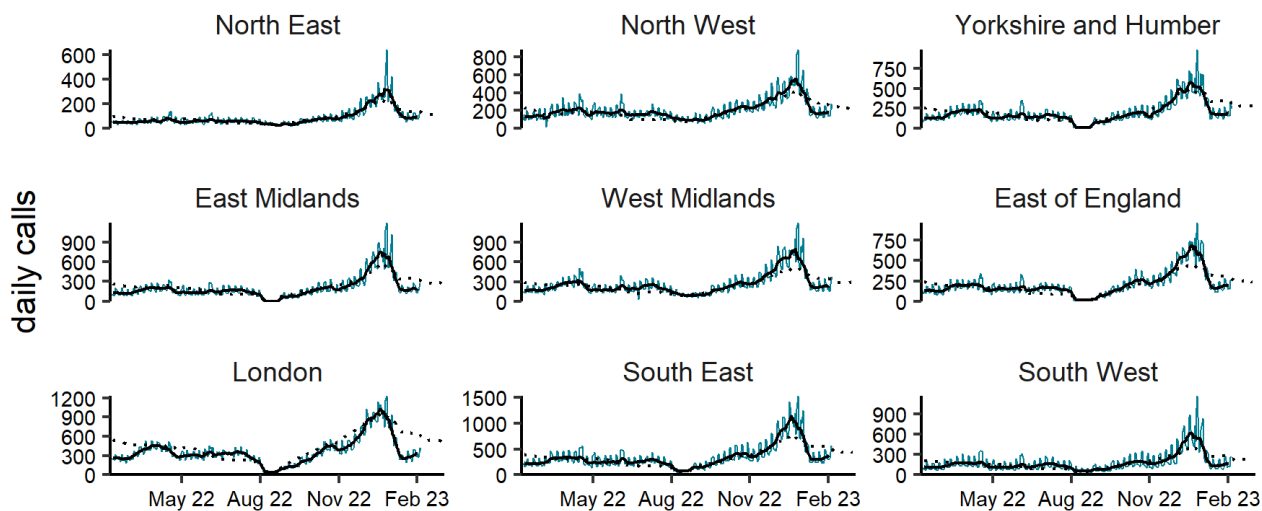 North East
North West
Yorkshire and Humber
600
400
200
0
800
600
400
200
0
750
500
250
0
East Midlands
West Midlands
East of England
900
600
300
0
900
600
300
0
750
500
250
0
daily calls
London
South East
South West
1200
900
600
300
0
1500
1000
500
0
900
600
300
0
May 22 Aug 22 Nov 22 Feb 23
May 22 Aug 22 Nov 22 Feb 23
May 22 Aug 22 Nov 22 Feb 23